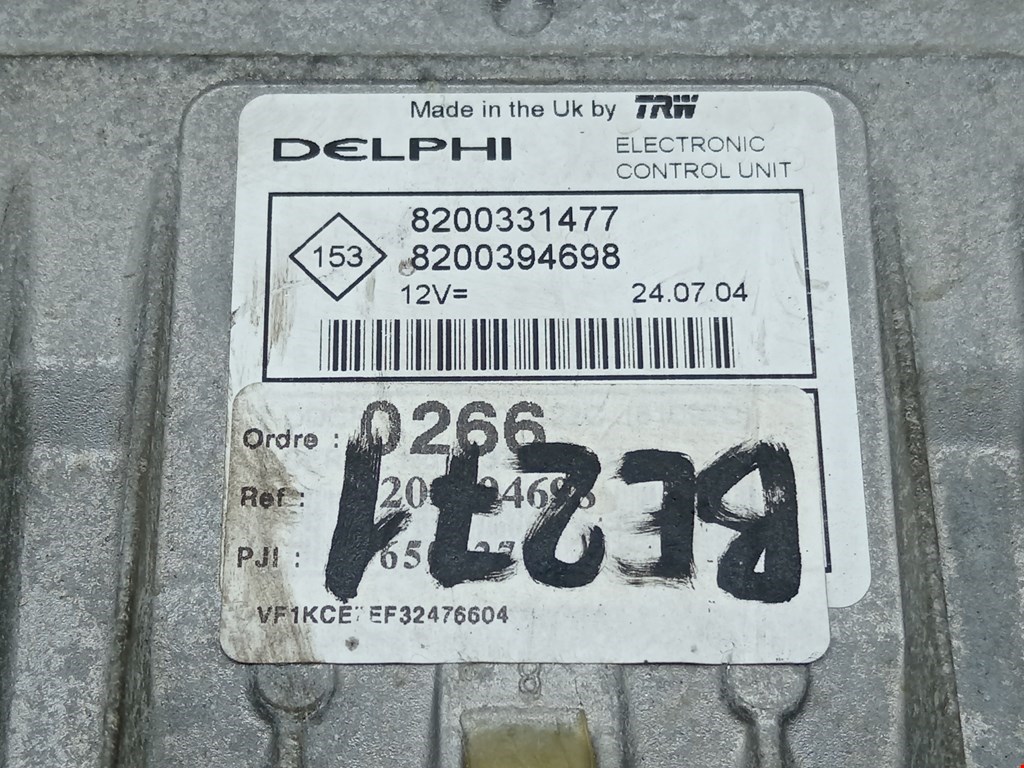 Made in the Uk by TRW
DELPHI
ELECTRONIC
CONTROL UNIT
153
8200331477
8200394698
12V=
24.07.04
Ordre : 0266
Ref :
PJI :
EF32476604